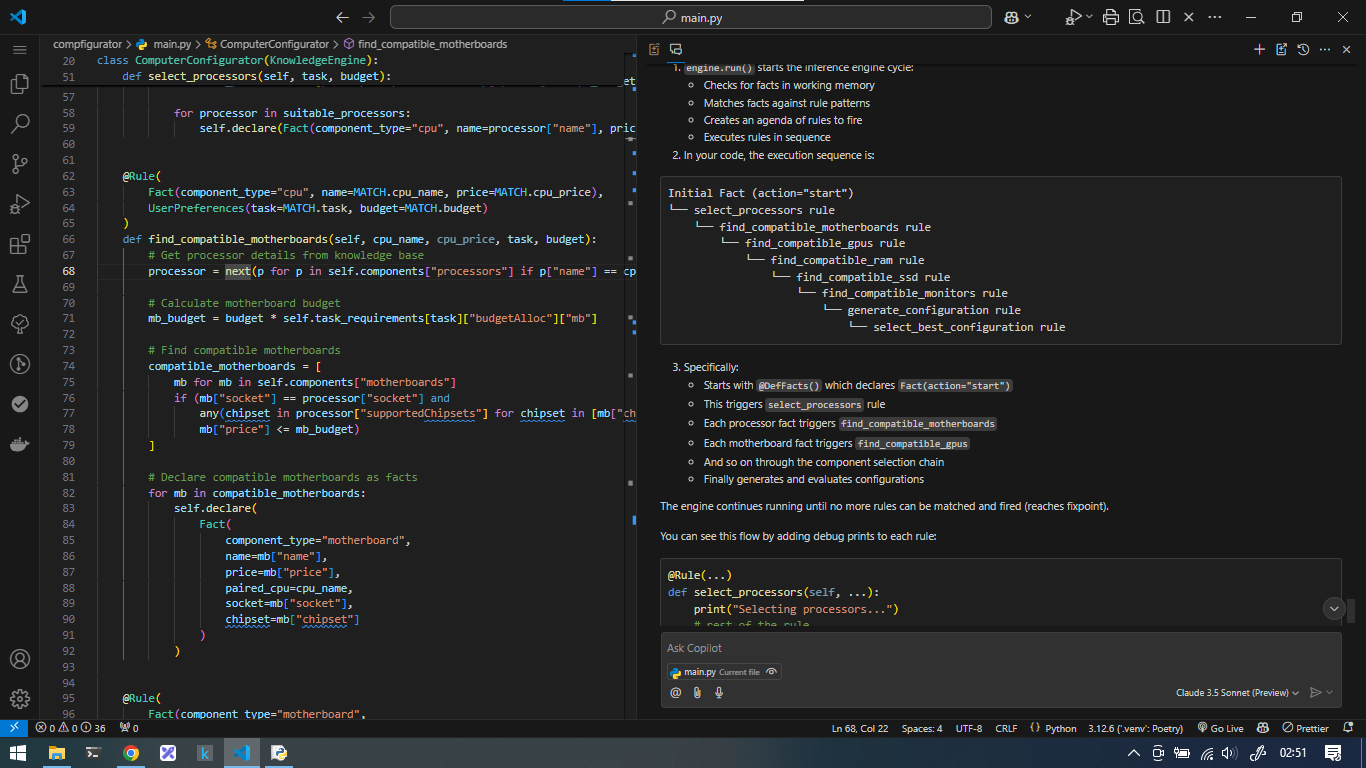 main.py
compfigurator > main.py > ComputerConfigurator > find_compatible_motherboards
20 class ComputerConfigurator(KnowledgeEngine):
51 def select_processors(self, task, budget):
57
58 for processor in suitable_processors:
59 self.declare(Fact(component_type="cpu", name=processor["name"], pric
60
61
62 @Rule(
63 Fact(component_type="cpu", name=MATCH.cpu_name, price=MATCH.cpu_price),
64 UserPreferences(task=MATCH.task, budget=MATCH.budget)
65 )
66 def find_compatible_motherboards(self, cpu_name, cpu_price, task, budget):
67 # Get processor details from knowledge base
68 processor = next(p for p in self.components["processors"] if p["name"] == cp
69
70 # Calculate motherboard budget
71 mb_budget = budget * self.task_requirements[task]["budgetAlloc"]["mb"]
72
73 # Find compatible motherboards
74 compatible_motherboards = [
75 mb for mb in self.components["motherboards"]
76 if (mb["socket"] == processor["socket"] and
77 any(chipset in processor["supportedChipsets"] for chipset in [mb["ch
78 mb["price"] <= mb_budget)
79 ]
80
81 # Declare compatible motherboards as facts
82 for mb in compatible_motherboards:
83 self.declare(
84 Fact(
85 component_type="motherboard",
86 name=mb["name"],
87 price=mb["price"],
88 paired_cpu=cpu_name,
89 socket=mb["socket"],
90 chipset=mb["chipset"]
91 )
92 )
93
94
95 @Rule(
96 Fact(component_type="motherboard",
1. engine.run() starts the inference engine cycle:
Checks for facts in working memory
Matches facts against rule patterns
Creates an agenda of rules to fire
Executes rules in sequence
2. In your code, the execution sequence is:
Initial Fact (action="start")
└── select_processors rule
└── find_compatible_motherboards rule
└── find_compatible_gpus rule
└── find_compatible_ram rule
└── find_compatible_ssd rule
└── find_compatible_monitors rule
└── generate_configuration rule
└── select_best_configuration rule
3. Specifically:
Starts with @DefFacts() which declares Fact(action="start")
This triggers select_processors rule
Each processor fact triggers find_compatible_motherboards
Each motherboard fact triggers find_compatible_gpus
And so on through the component selection chain
Finally generates and evaluates configurations
The engine continues running until no more rules can be matched and fired (reaches fixpoint).
You can see this flow by adding debug prints to each rule:
@Rule(...)
def select_processors(self, ...):
print("Selecting processors...")
# rest of the rule
Ask Copilot
main.py Current file
Claude 3.5 Sonnet (Preview)
0 0 36 0
Ln 68, Col 22 Spaces: 4 UTF-8 CRLF { } Python 3.12.6 ('.venv': Poetry) Go Live Prettier
02:51